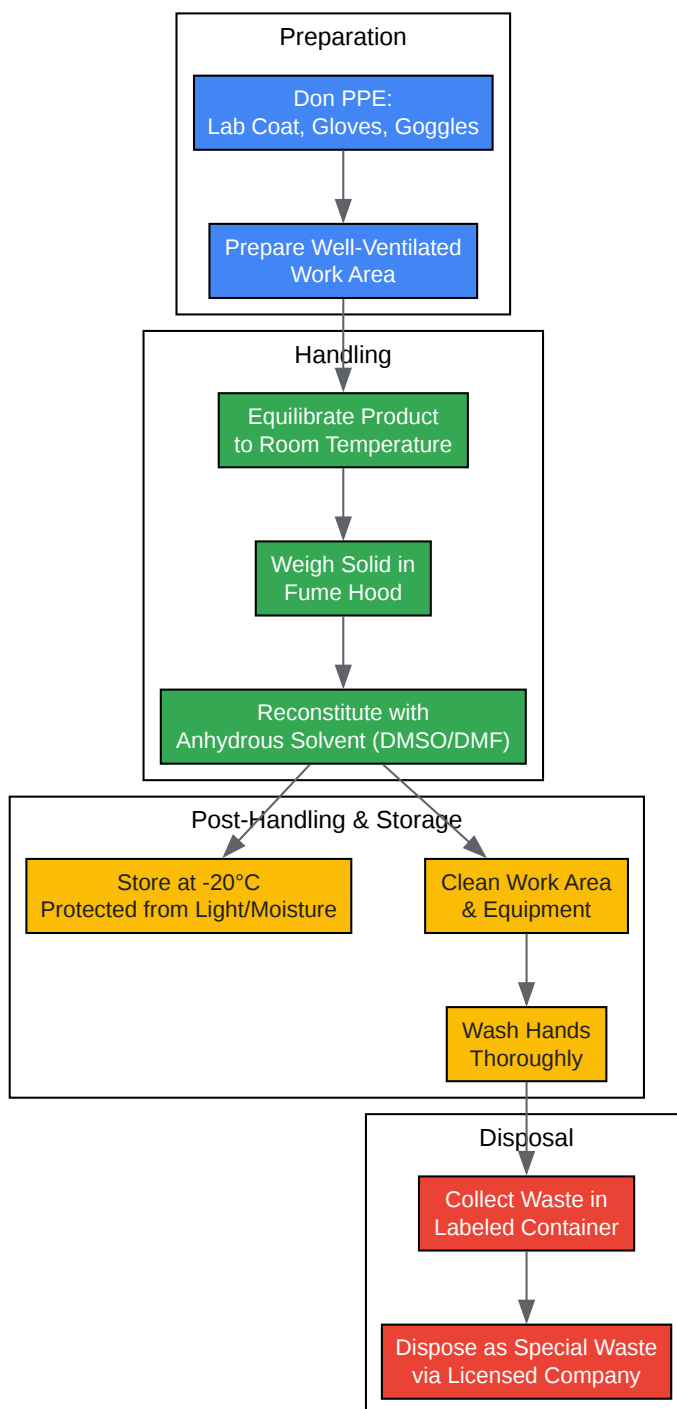 Preparation
Don PPE:
Lab Coat, Gloves, Goggles
Prepare Well-Ventilated
Work Area
Handling
Equilibrate Product
to Room Temperature
Weigh Solid in
Fume Hood
Reconstitute with
Anhydrous Solvent (DMSO/DMF)
Post-Handling & Storage
Store at -20°C
Protected from Light/Moisture
Clean Work Area
& Equipment
Wash Hands
Thoroughly
Disposal
Collect Waste in
Labeled Container
Dispose as Special Waste
via Licensed Company